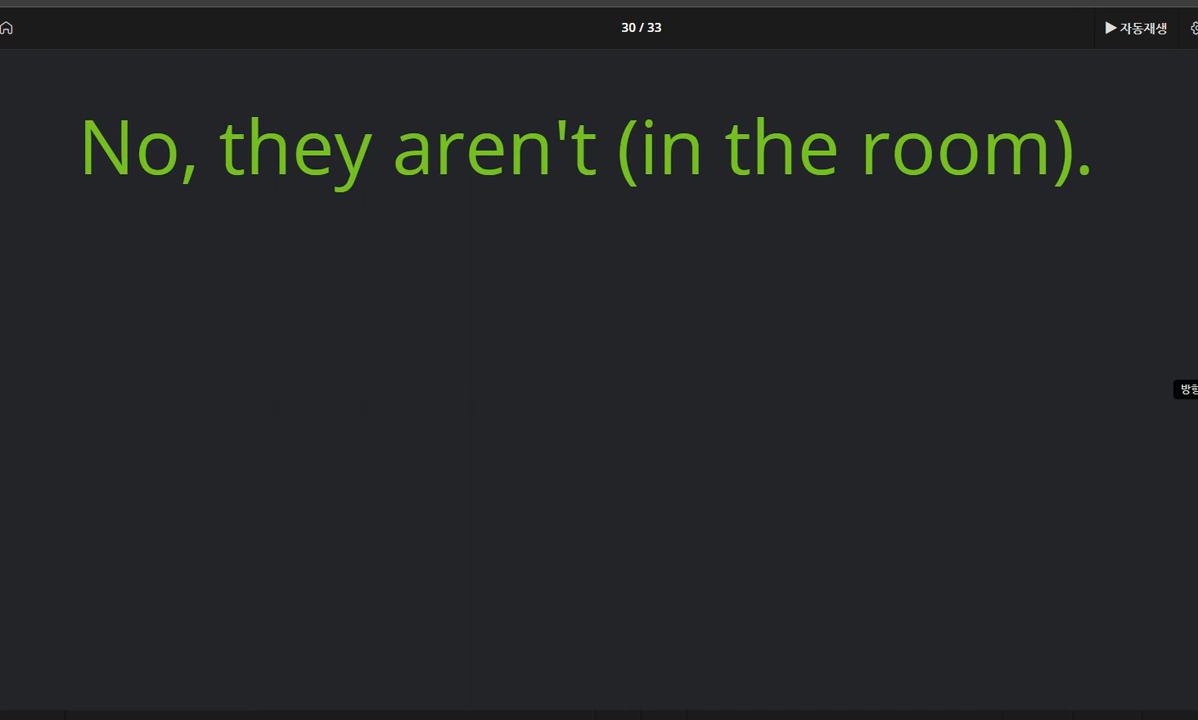 30 / 33
▶ 자동재생
No, they aren't (in the room).